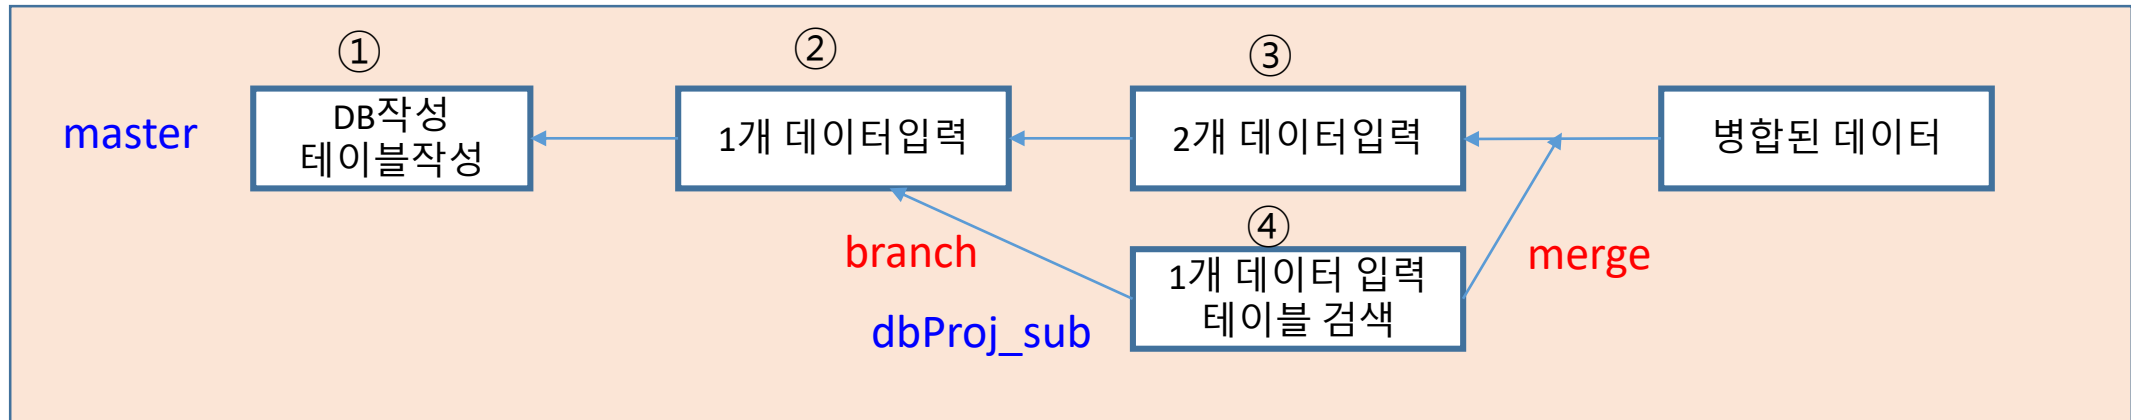 ①
②
③
master
DB작성
테이블작성
1개 데이터입력
2개 데이터입력
병합된 데이터
④
branch
1개 데이터 입력
테이블 검색
merge
dbProj_sub